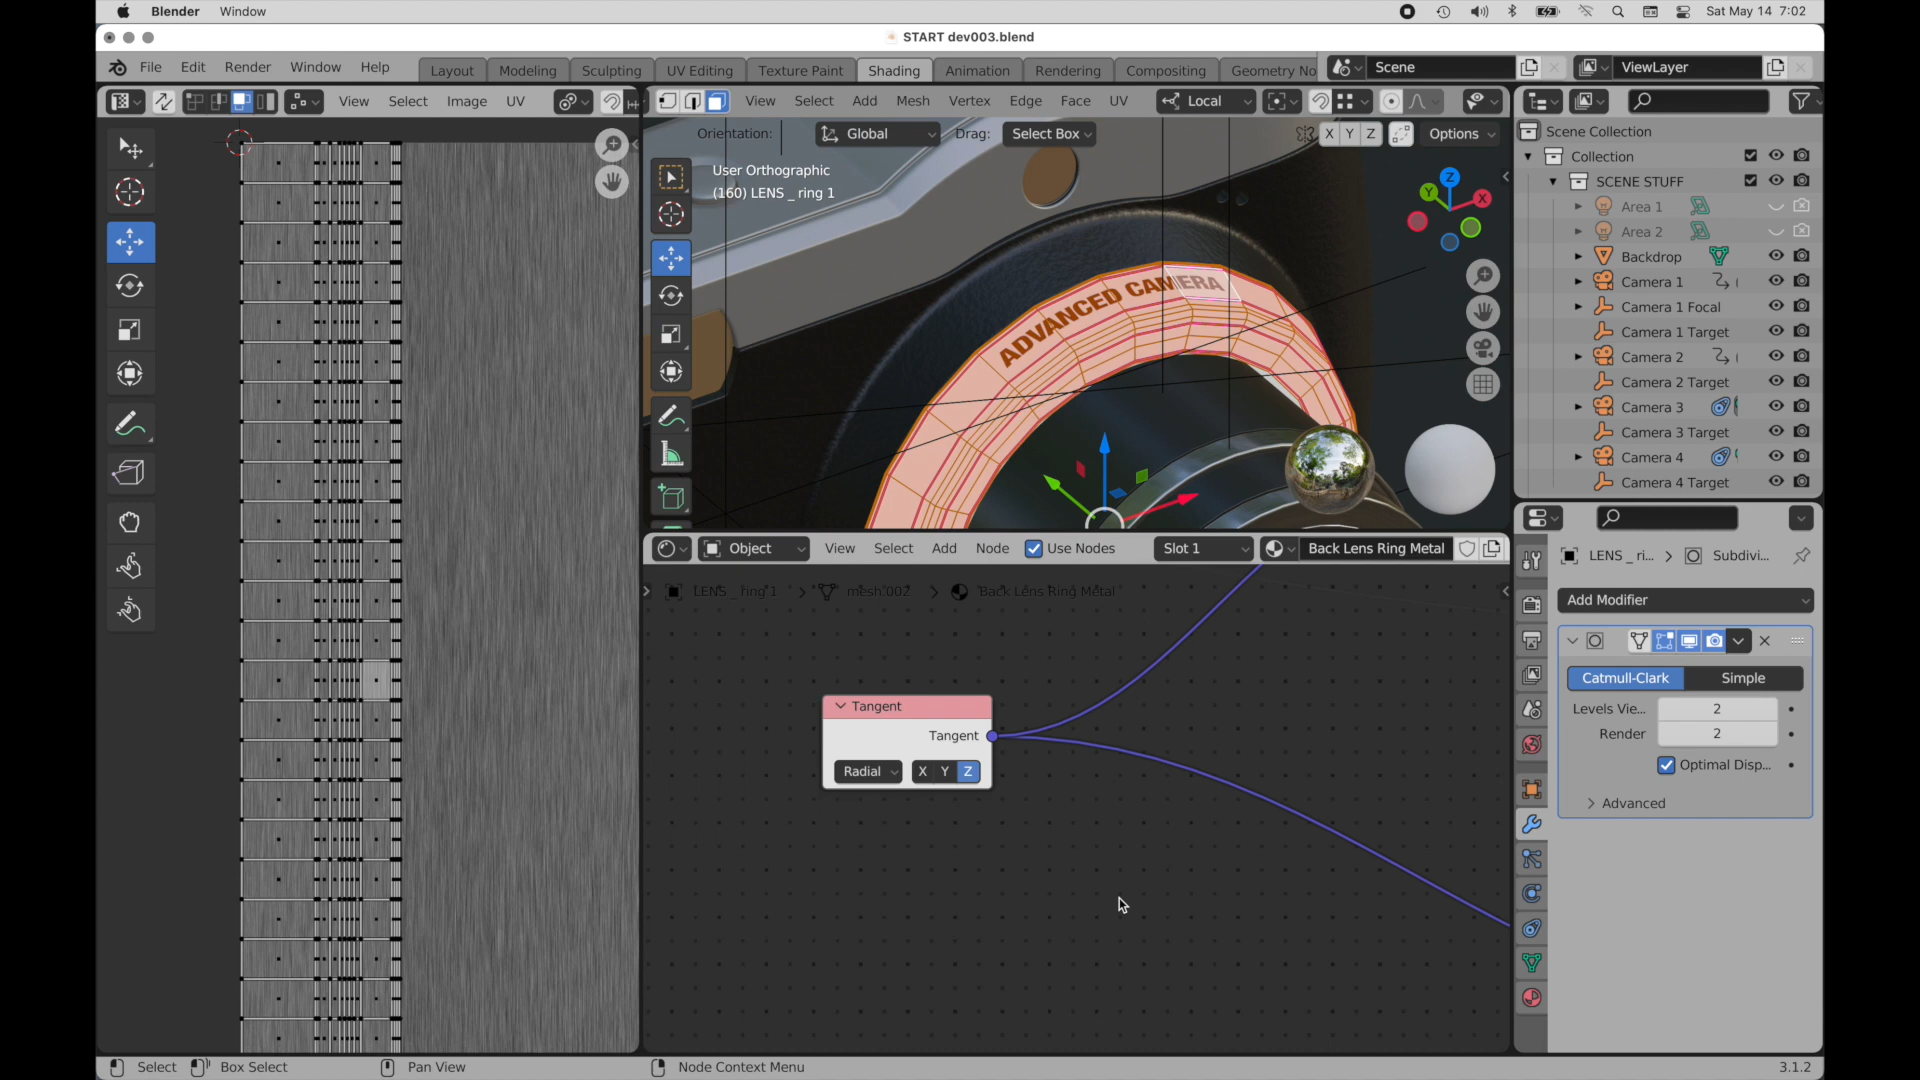 Blender Window Sat May 14 7:02
START dev003.blend
File Edit Render Window Help Layout Modeling Sculpting UV Editing Texture Paint Shading Animation Rendering Compositing Geometry No Scene ViewLayer
View Select Image UV View Select Add Mesh Vertex Edge Face UV Local
Orientation: Global Drag: Select Box X Y Z Options
User Orthographic
(160) LENS _ ring 1
ADVANCED CAMERA
Z
Y
X
Scene Collection
Collection
SCENE STUFF
Area 1
Area 2
Backdrop
Camera 1
Camera 1 Focal
Camera 1 Target
Camera 2
Camera 2 Target
Camera 3
Camera 3 Target
Camera 4
Camera 4 Target
Object View Select Add Node Use Nodes Slot 1 Back Lens Ring Metal
LENS _ ring 1 mesh.002 Back Lens Ring Metal
Tangent
Tangent
Radial X Y Z
LENS _ ri... Subdivi...
Add Modifier
Catmull-Clark Simple
Levels Vie... 2
Render 2
Optimal Disp...
Advanced
Select Box Select Pan View Node Context Menu 3.1.2